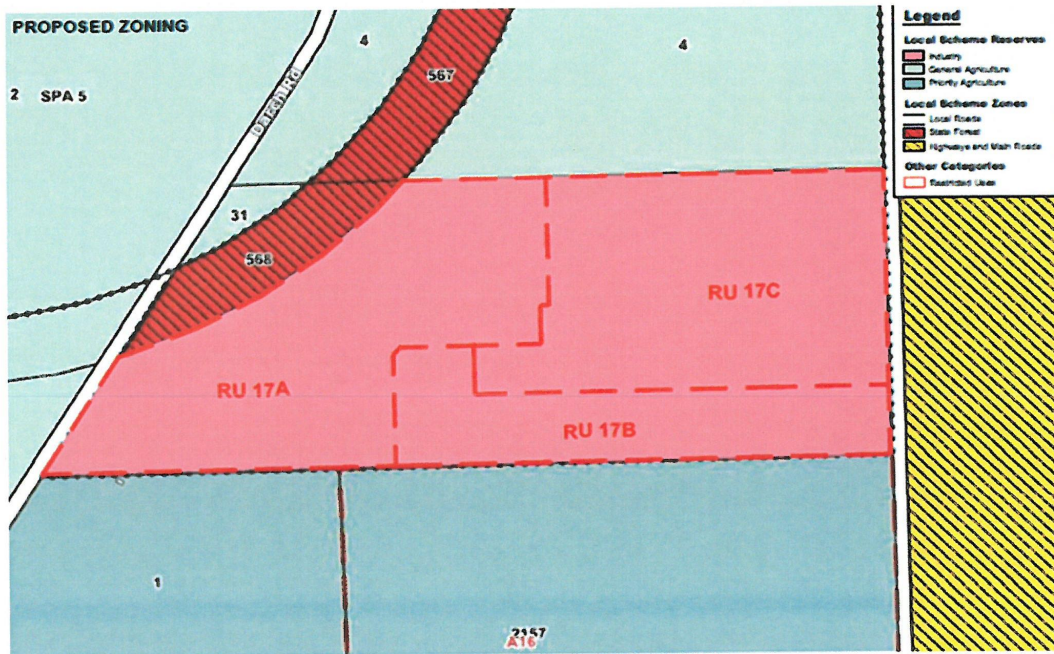 PROPOSED ZONING
4
4
567
2 SPA 5
31
568
RU 17A
RU 17B
RU 17C
1
2157
A16
Legend
Local Scheme Reserves
Industry
General Agriculture
Priority Agriculture
Local Scheme Zones
Local Roads
State Forest
Highways and Main Roads
Other Categories
Restricted Uses